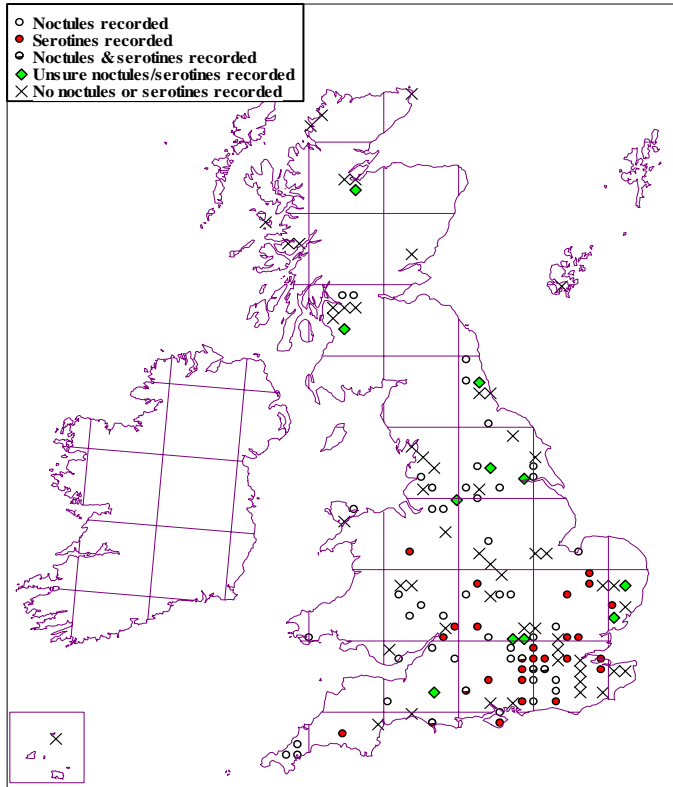 Noctules recorded
Serotines recorded
Noctules & serotines recorded
Unsure noctules/serotines recorded
No noctules or serotines recorded